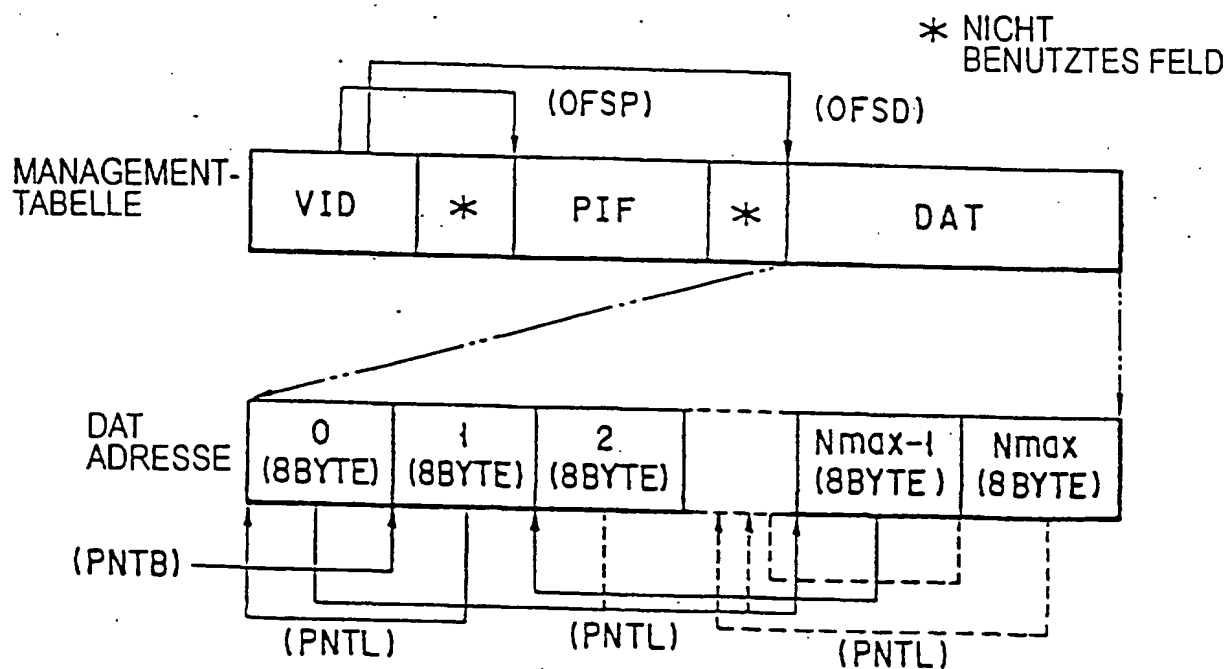 * NICHT
BENUTZTES FELD
(OFSP)
(OFSD)
MANAGEMENT-
TABELLE
VID
*
PIF
*
DAT
DAT
ADRESSE
0
(8BYTE)
1
(8BYTE)
2
(8BYTE)
Nmax-1
(8BYTE)
Nmax
(8BYTE)
(PNTB)
(PNTL)
(PNTL)
(PNTL)